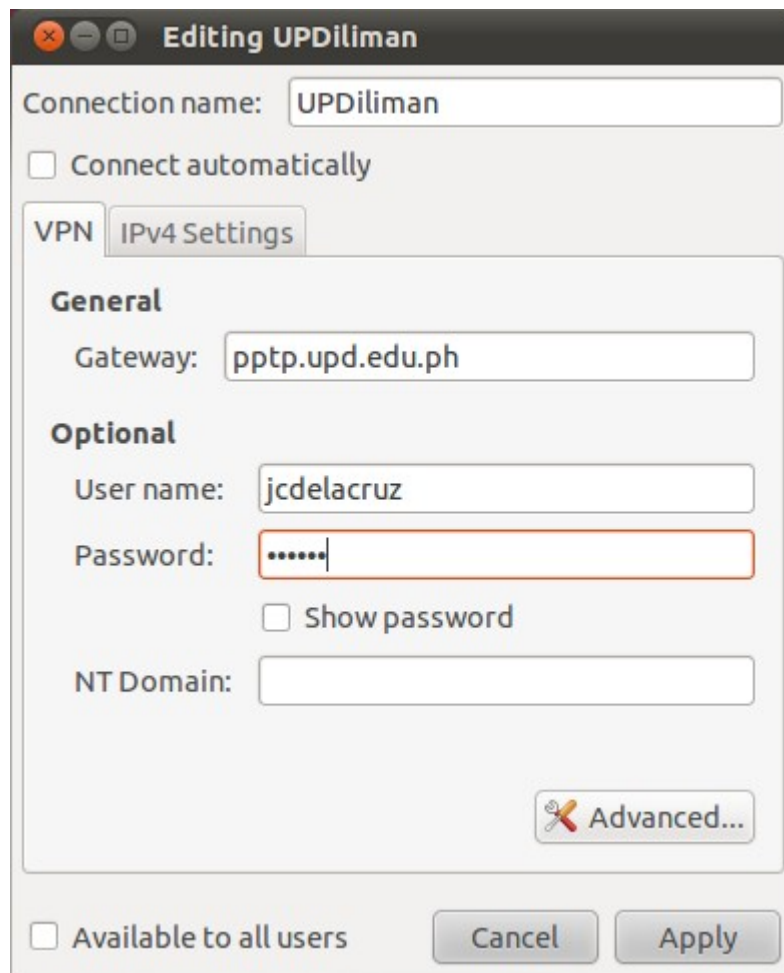 Editing UPDiliman
Connection name: UPDiliman
Connect automatically
VPN IPv4 Settings
General
Gateway: pptp.upd.edu.ph
Optional
User name: jcdelacruz
Password: ••••••
Show password
NT Domain:
Advanced...
Available to all users Cancel Apply